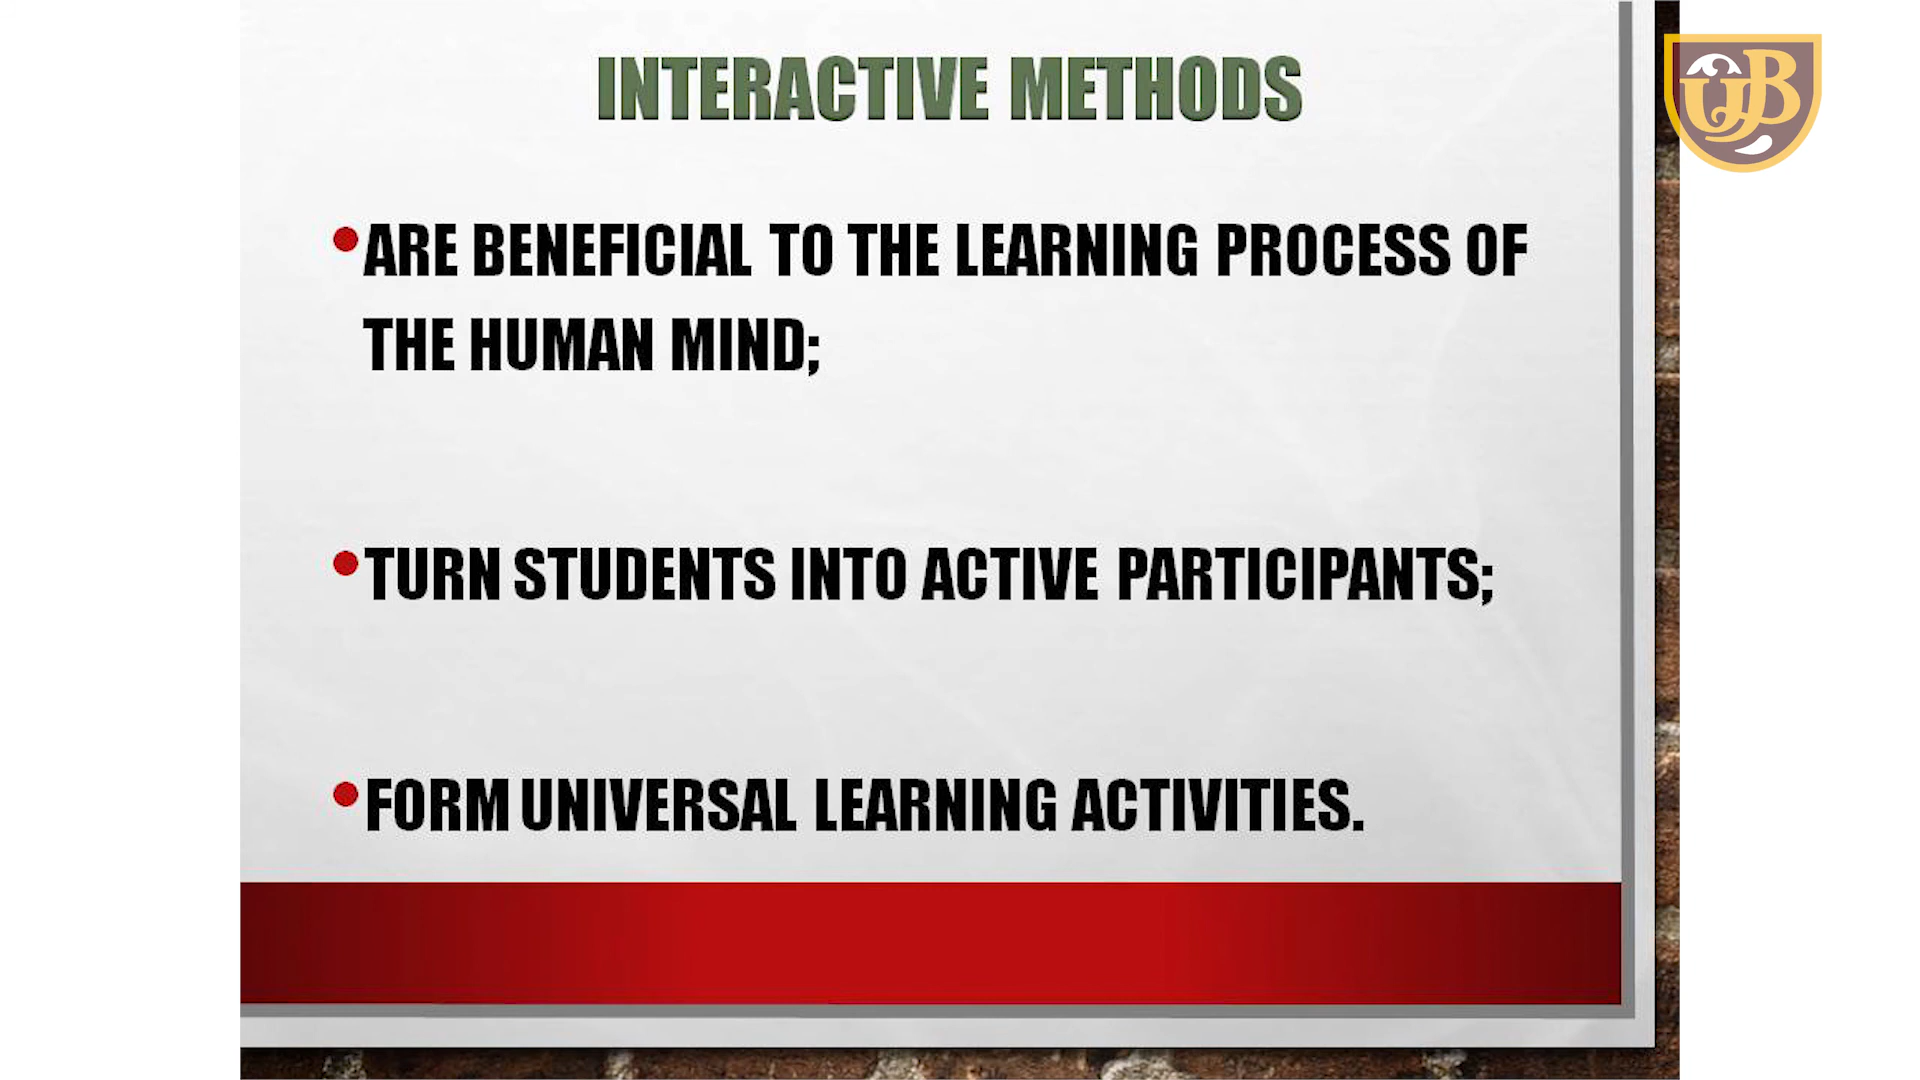 INTERACTIVE METHODS
•ARE BENEFICIAL TO THE LEARNING PROCESS OF
THE HUMAN MIND;
•TURN STUDENTS INTO ACTIVE PARTICIPANTS;
•FORM UNIVERSAL LEARNING ACTIVITIES.